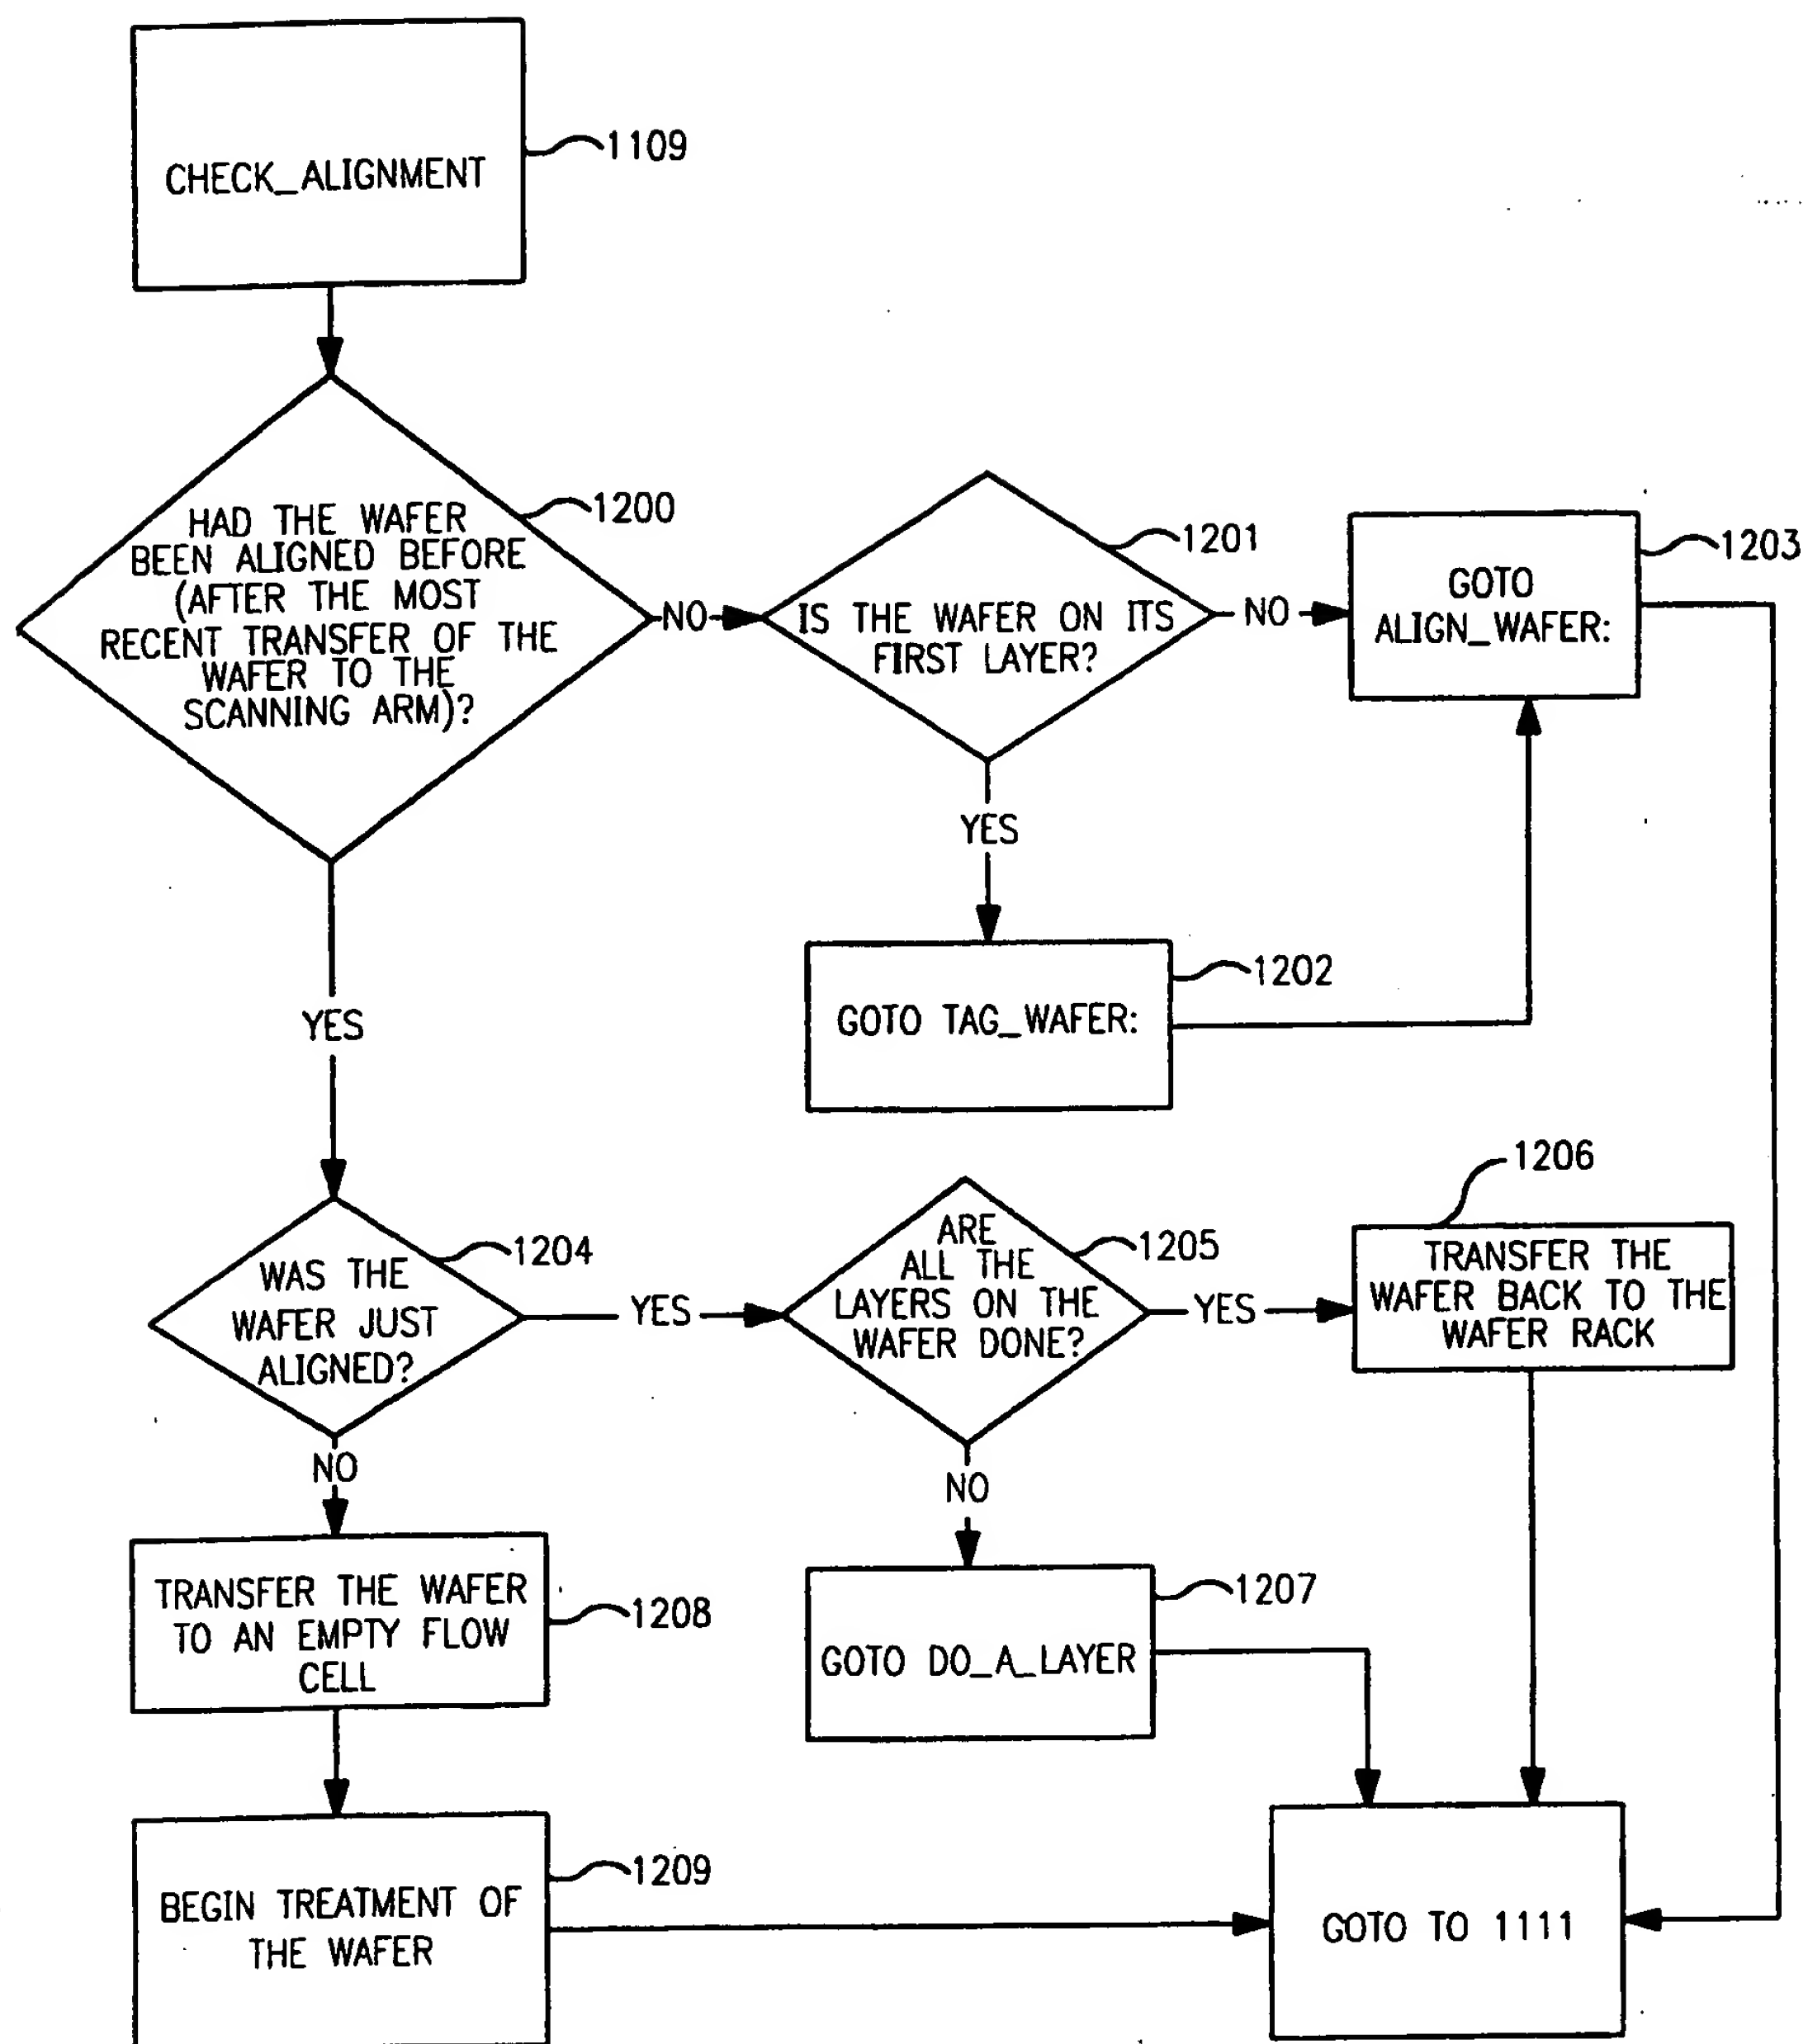 CHECK_ALIGNMENT
1109
HAD THE WAFER
BEEN ALIGNED BEFORE
(AFTER THE MOST
RECENT TRANSFER OF THE
WAFER TO THE
SCANNING ARM)?
1200
NO
IS THE WAFER ON ITS
FIRST LAYER?
1201
NO
GOTO
ALIGN_WAFER:
1203
YES
GOTO TAG_WAFER:
1202
YES
WAS THE
WAFER JUST
ALIGNED?
1204
YES
ARE
ALL THE
LAYERS ON THE
WAFER DONE?
1205
YES
TRANSFER THE
WAFER BACK TO THE
WAFER RACK
1206
NO
TRANSFER THE WAFER
TO AN EMPTY FLOW
CELL
1208
NO
GOTO DO_A_LAYER
1207
BEGIN TREATMENT OF
THE WAFER
1209
GOTO TO 1111